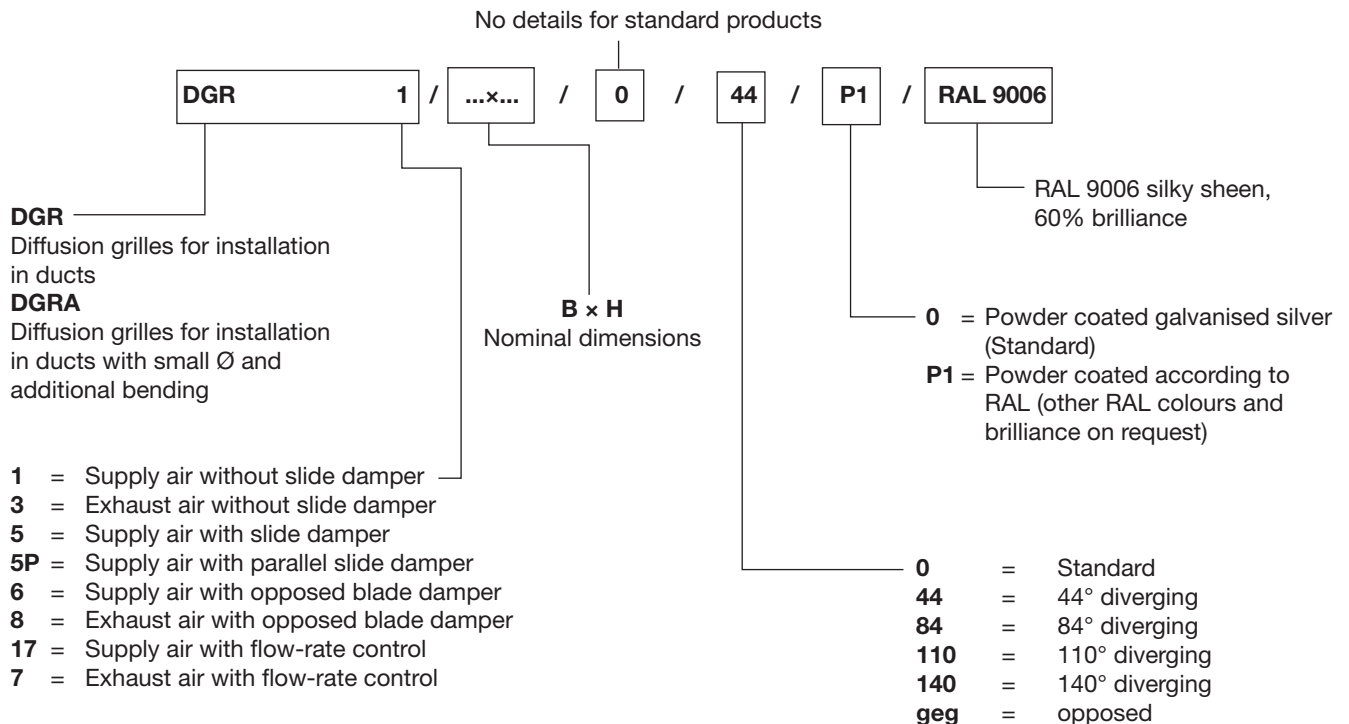 No details for standard products
DGR 1 / ...×... / 0 / 44 / P1 / RAL 9006
RAL 9006 silky sheen,
60% brilliance
DGR
Diffusion grilles for installation
in ducts
DGRA
Diffusion grilles for installation
in ducts with small Ø and
additional bending
B × H
Nominal dimensions
0 = Powder coated galvanised silver
(Standard)
P1 = Powder coated according to
RAL (other RAL colours and
brilliance on request)
1 = Supply air without slide damper
3 = Exhaust air without slide damper
5 = Supply air with slide damper
5P = Supply air with parallel slide damper
6 = Supply air with opposed blade damper
8 = Exhaust air with opposed blade damper
17 = Supply air with flow-rate control
7 = Exhaust air with flow-rate control
0 = Standard
44 = 44° diverging
84 = 84° diverging
110 = 110° diverging
140 = 140° diverging
geg = opposed